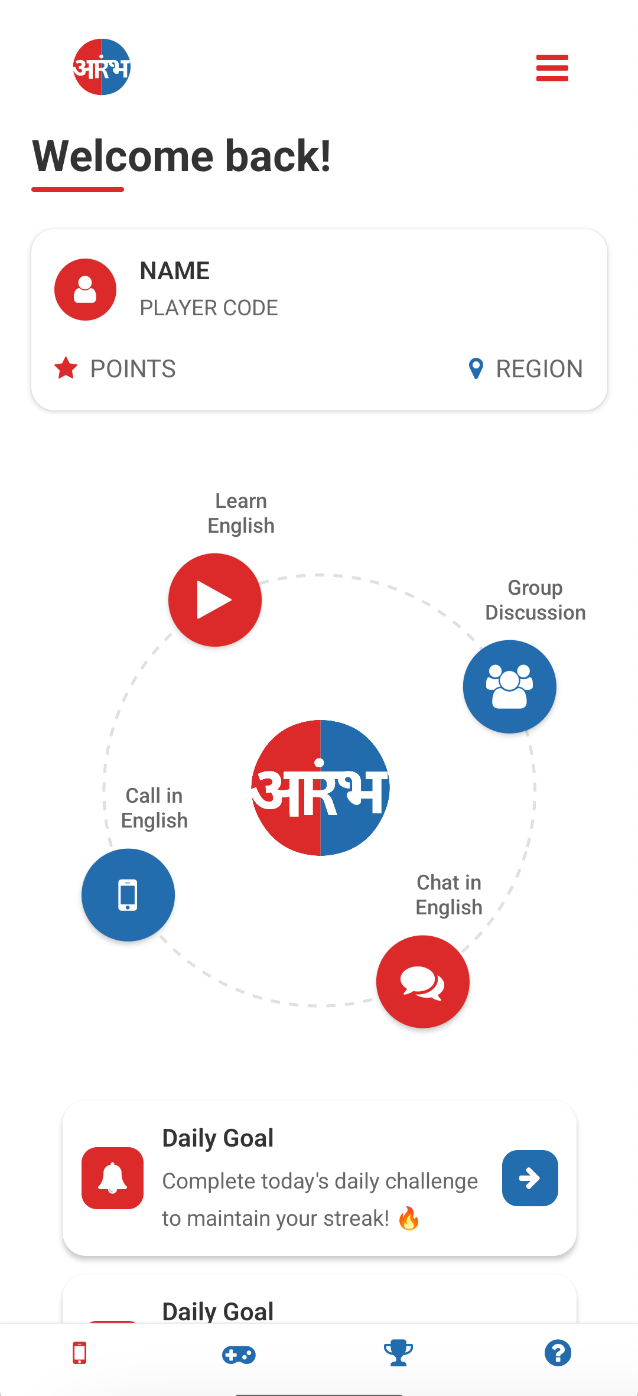 आरंभ
Welcome back!
NAME
PLAYER CODE
POINTS
REGION
Learn
English
Group
Discussion
आरंभ
Call in
English
Chat in
English
Daily Goal
Complete today's daily challenge
to maintain your streak! 🔥
Daily Goal